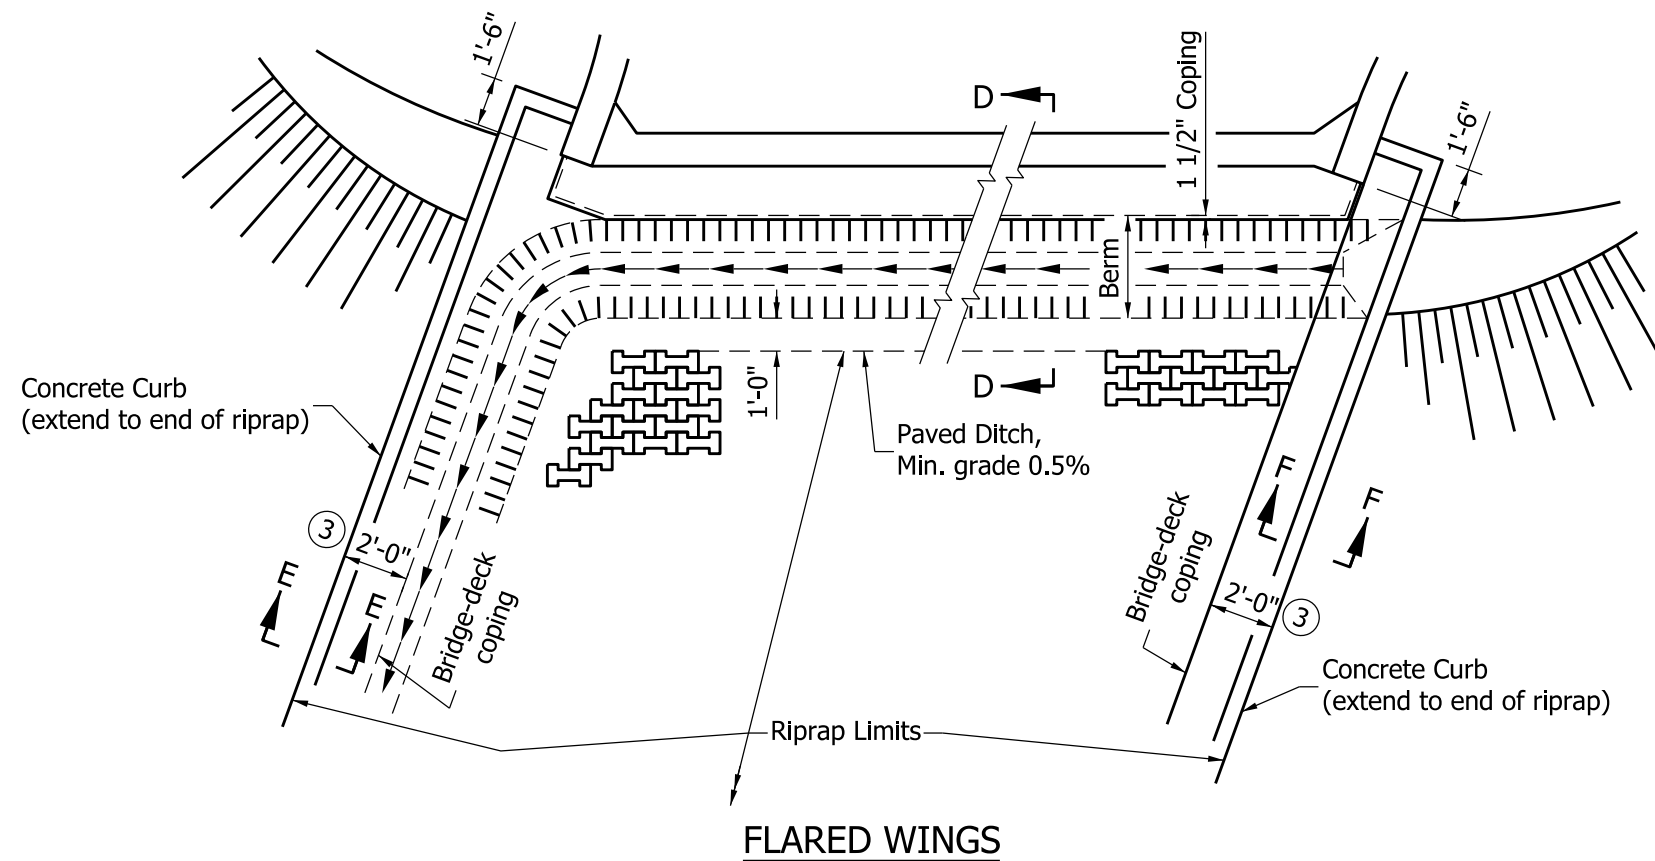 1'-6"
D
1 1/2" Coping
1'-6"
Berm
Concrete Curb
(extend to end of riprap)
1'-0"
D
Paved Ditch,
Min. grade 0.5%
3
2'-0"
E
E
Bridge-deck
coping
F
F
Bridge-deck
coping
2'-0"
3
Concrete Curb
(extend to end of riprap)
Riprap Limits
FLARED WINGS